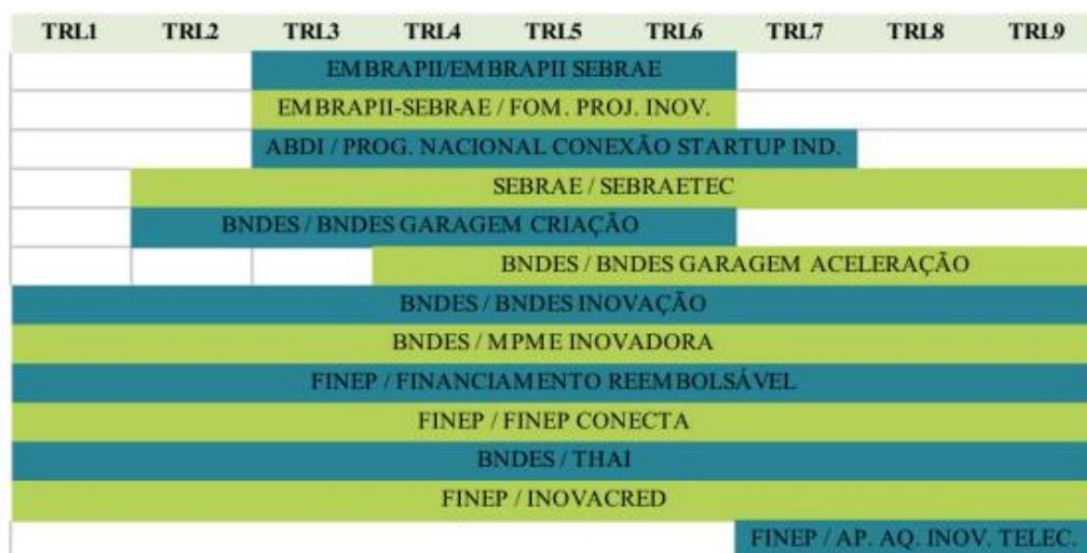 TRL1 TRL2 TRL3 TRL4 TRL5 TRL6 TRL7 TRL8 TRL9
EMBRAPII/EMBRAPII SEBRAE
EMBRAPII-SEBRAE / FOM. PROJ. INOV.
ABDI / PROG. NACIONAL CONEXÃO STARTUP IND.
SEBRAE / SEBRAETEC
BNDES / BNDES GARAGEM CRIAÇÃO
BNDES / BNDES GARAGEM ACELERAÇÃO
BNDES / BNDES INOVAÇÃO
BNDES / MPME INOVADORA
FINEP / FINANCIAMENTO REEMBOLSÁVEL
FINEP / FINEP CONECTA
BNDES / THAI
FINEP / INOVACRED
FINEP / AP. AQ. INOV. TELEC.